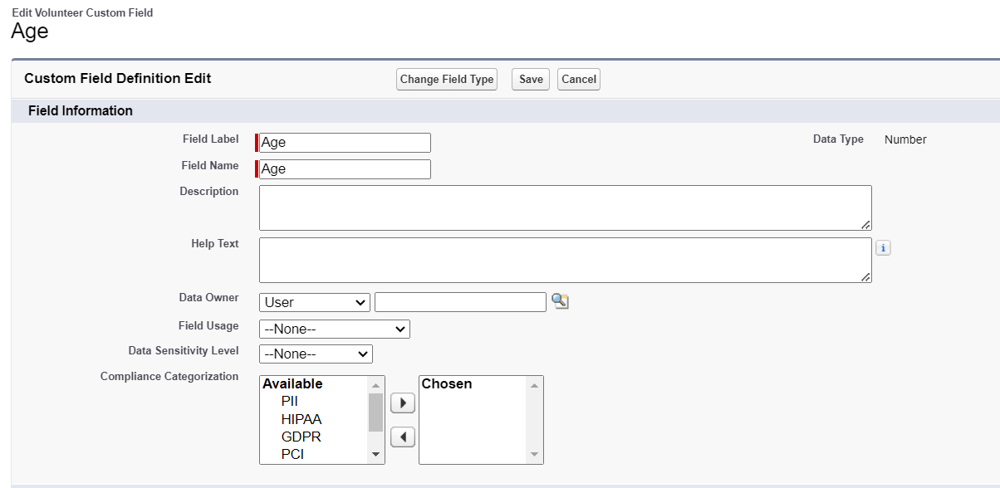 Edit Volunteer Custom Field
Age
Custom Field Definition Edit
Change Field Type
Save
Cancel
Field Information
Field Label
Age
Data Type
Number
Field Name
Age
Description
Help Text
i
Data Owner
User
Field Usage
--None--
Data Sensitivity Level
--None--
Compliance Categorization
Available
PII
HIPAA
GDPR
PCI
Chosen